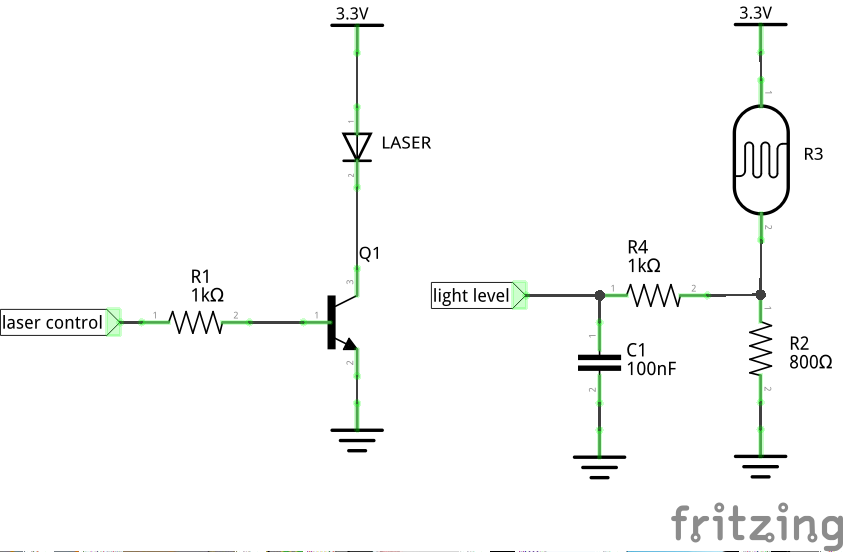 3.3V
3.3V
1
LASER
1
R3
2
Q1
2
3
R4
1kΩ
R1
1kΩ
light level
1
2
laser control
1
2
1
1
R2
800Ω
1
C1
100nF
2
2
2
fritzing